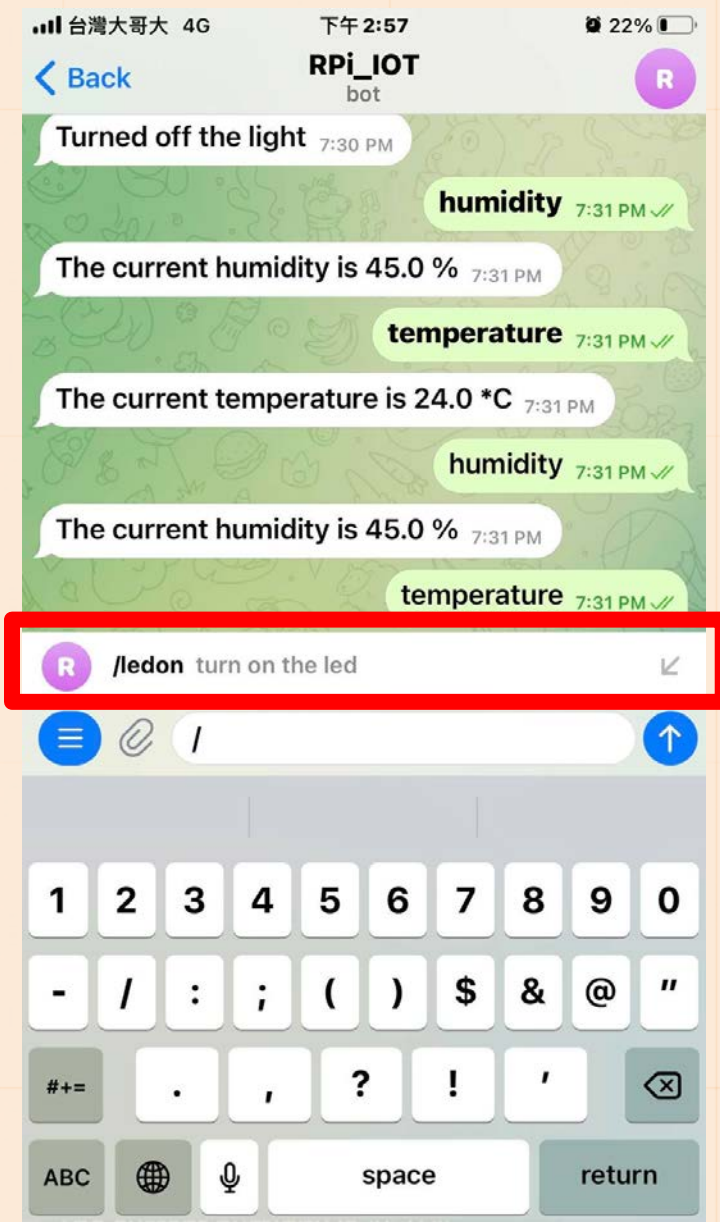 台灣大哥大 4G 下午 2:57 22%
Back RPi_IOT R
bot
Turned off the light 7:30 PM
humidity 7:31 PM
The current humidity is 45.0 % 7:31 PM
temperature 7:31 PM
The current temperature is 24.0 *C 7:31 PM
humidity 7:31 PM
The current humidity is 45.0 % 7:31 PM
temperature 7:31 PM
R /ledon turn on the led
/
1 2 3 4 5 6 7 8 9 0
- / : ; ( ) $ & @ "
#+= . , ? ! '
ABC space return